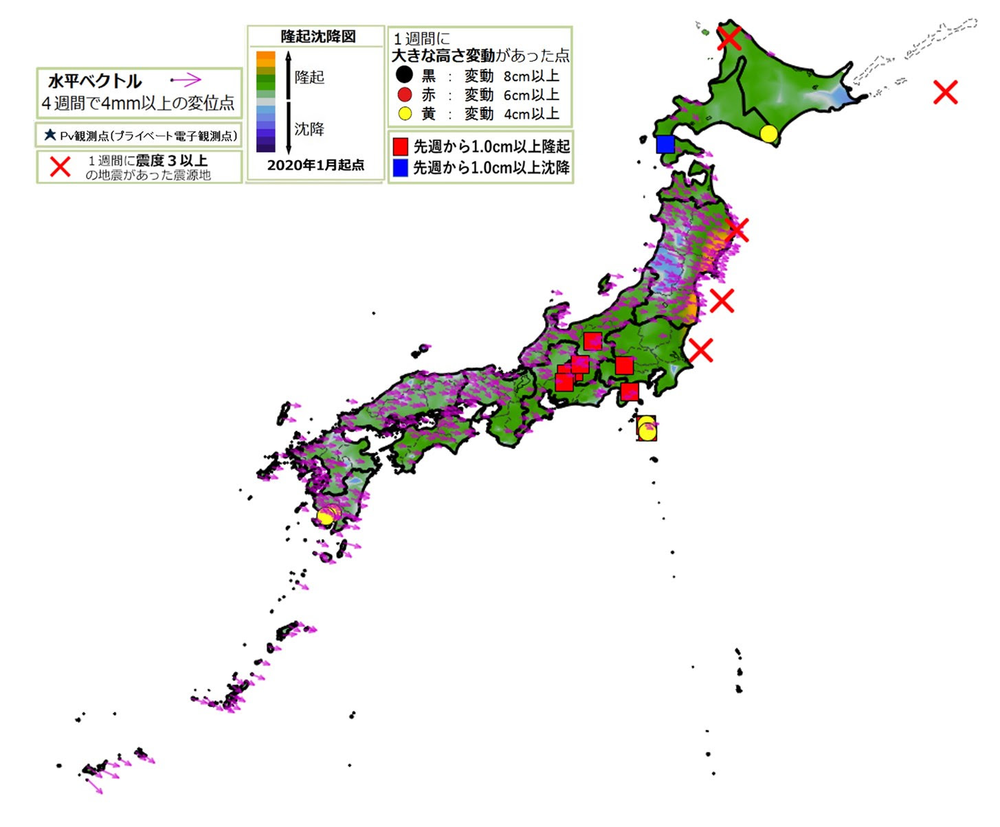 水平ベクトル
４週間で4mm以上の変位点
Pv観測点(プライベート電子観測点)
１週間に震度３以上
の地震があった震源地
隆起沈降図
隆起
沈降
2020年1月起点
１週間に
大きな高さ変動があった点
黒 ： 変動 8cm以上
赤 ： 変動 6cm以上
黄 ： 変動 4cm以上
先週から1.0cm以上隆起
先週から1.0cm以上沈降